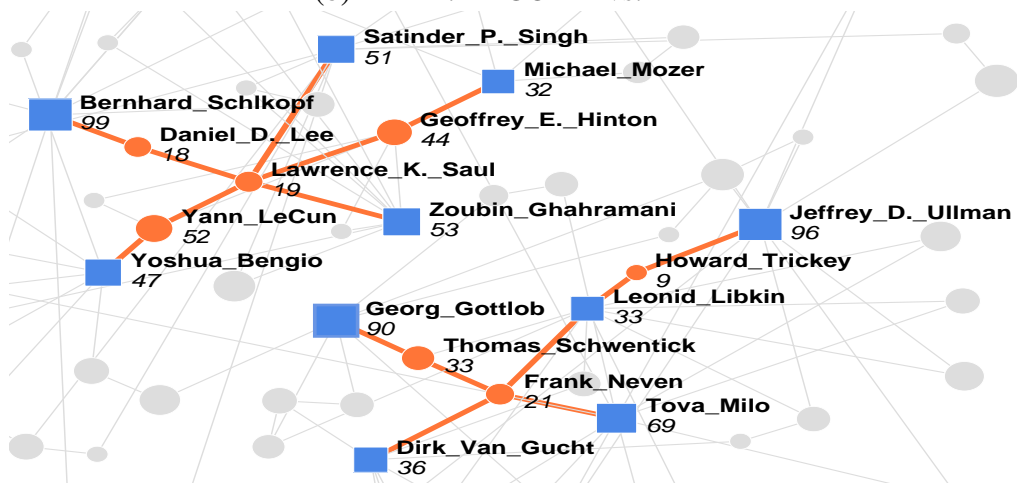 Satinder_P._Singh
51
Michael_Mozer
32
Bernhard_Schlkopf
99
Geoffrey_E._Hinton
44
Daniel_D._Lee
18
Lawrence_K._Saul
19
Yann_LeCun
52
Zoubin_Ghahramani
53
Jeffrey_D._Ullman
96
Yoshua_Bengio
47
Howard_Trickey
9
Leonid_Libkin
33
Georg_Gottlob
90
Thomas_Schwentick
33
Frank_Neven
21
Tova_Milo
69
Dirk_Van_Gucht
36